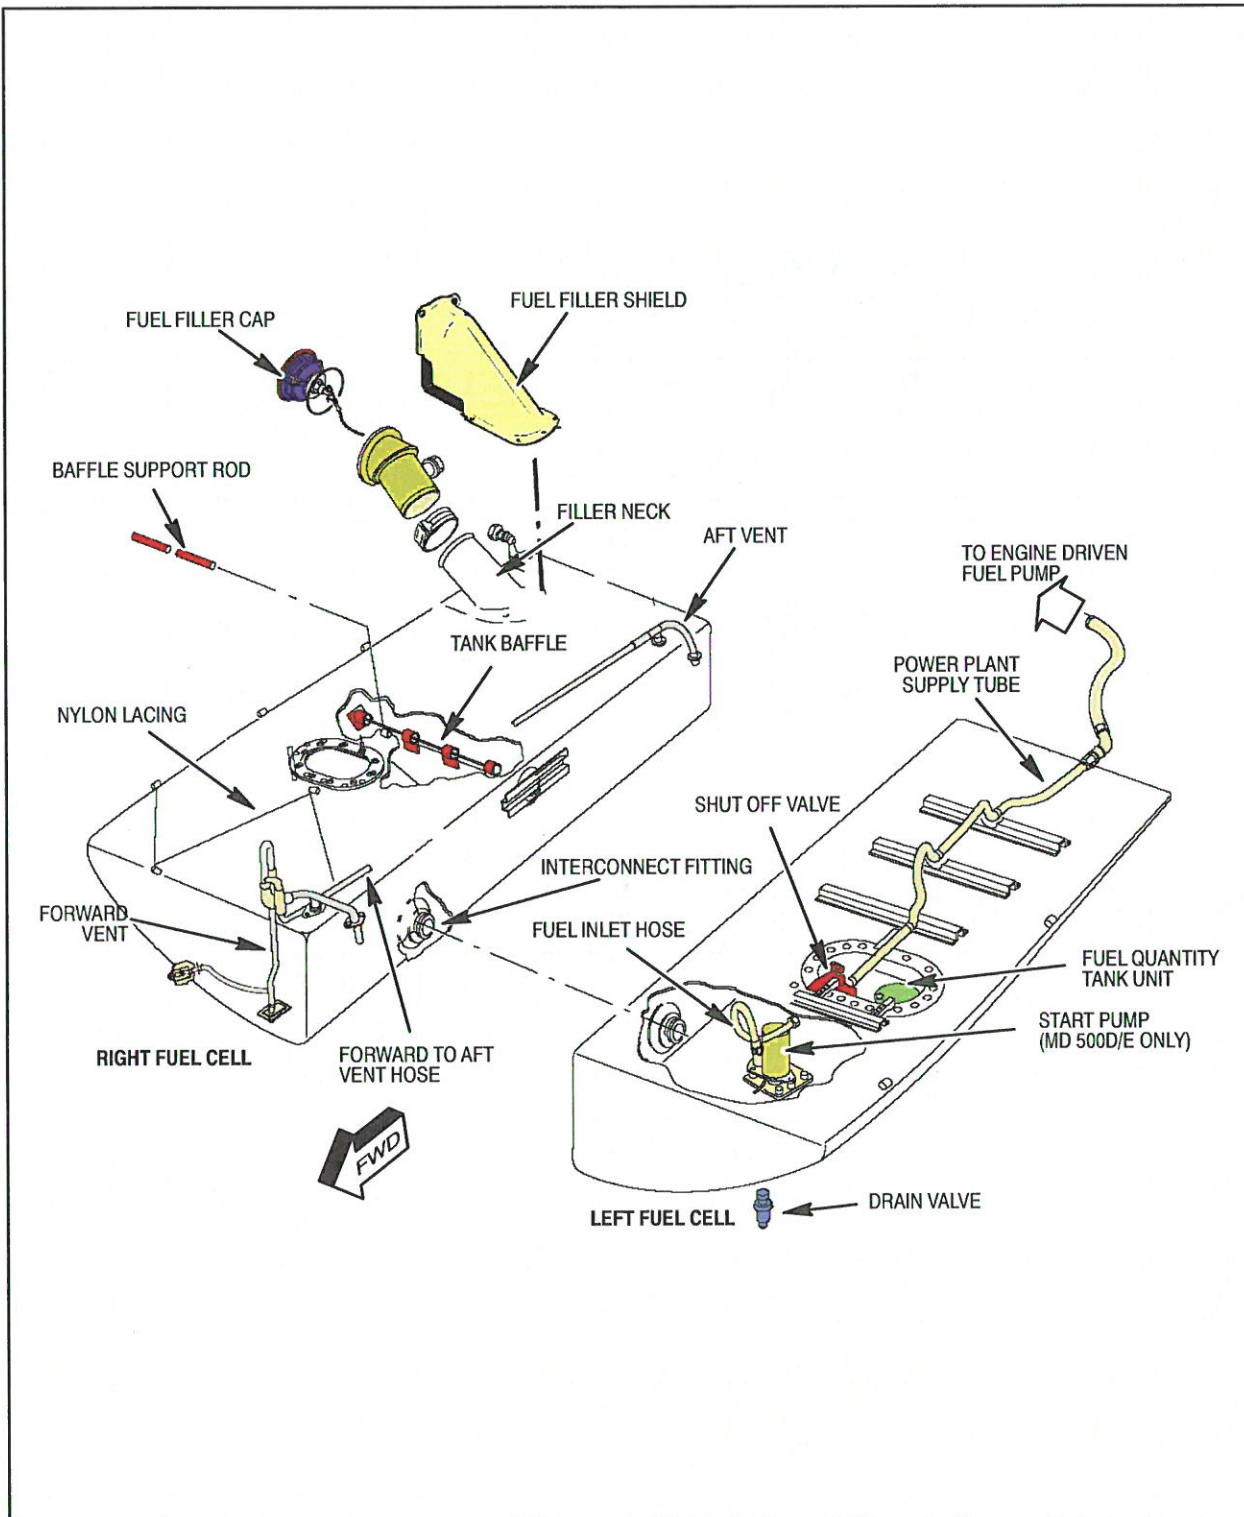 FUEL FILLER SHIELD
FUEL FILLER CAP
BAFFLE SUPPORT ROD
FILLER NECK
AFT VENT
TO ENGINE DRIVEN
FUEL PUMP
TANK BAFFLE
POWER PLANT
SUPPLY TUBE
NYLON LACING
SHUT OFF VALVE
INTERCONNECT FITTING
FORWARD
VENT
FUEL INLET HOSE
FUEL QUANTITY
TANK UNIT
START PUMP
(MD 500D/E ONLY)
RIGHT FUEL CELL
FORWARD TO AFT
VENT HOSE
FWD
DRAIN VALVE
LEFT FUEL CELL